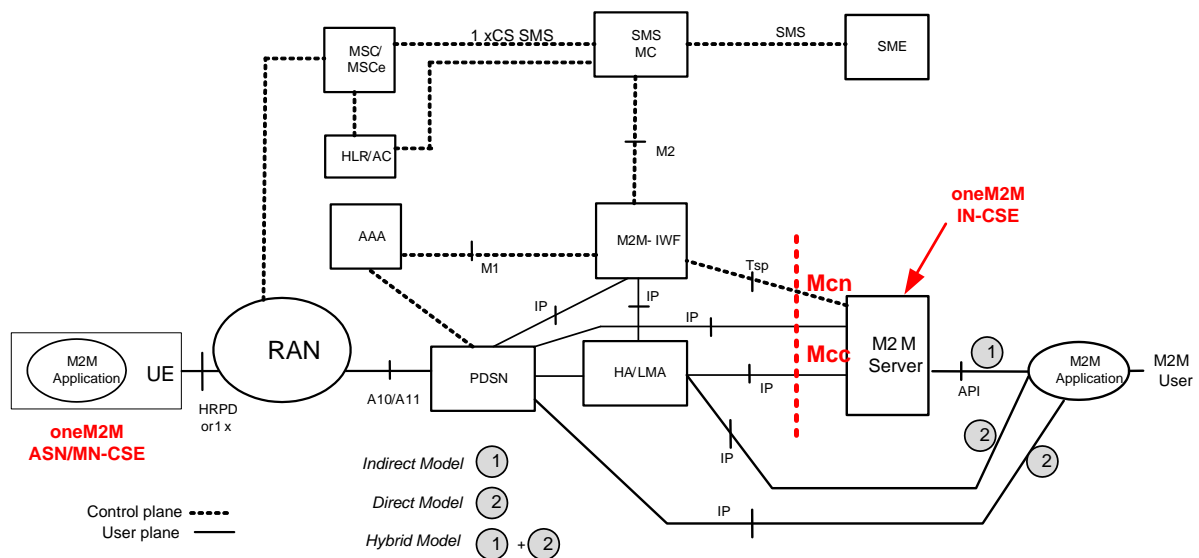 MSC/
MSCe
1 xCS SMS
SMS
MC
SMS
SME
HLR/AC
M2
oneM2M
IN-CSE
AAA
M1
M2M- IWF
Tsp
Mcn
IP
IP
IP
M2M
Application
UE
RAN
HRPD
or1 x
A10/A11
PDSN
HA/LMA
Mcc
IP
M2M
Server
1
API
M2M
Application
M2M
User
oneM2M
ASN/MN-CSE
IP
2
2
Indirect Model 1
Direct Model 2
Hybrid Model 1 + 2
IP
Control plane
User plane